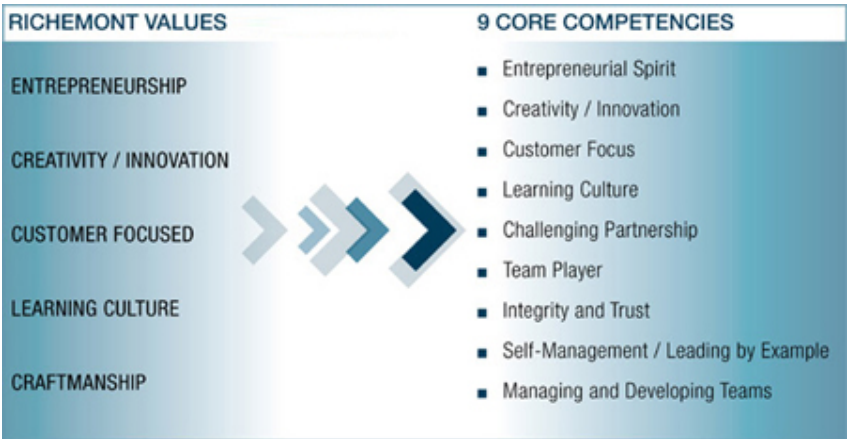 RICHEMONT VALUES
ENTREPRENEURSHIP
CREATIVITY / INNOVATION
CUSTOMER FOCUSED
LEARNING CULTURE
CRAFTMANSHIP
9 CORE COMPETENCIES
Entrepreneurial Spirit
Creativity / Innovation
Customer Focus
Learning Culture
Challenging Partnership
Team Player
Integrity and Trust
Self-Management / Leading by Example
Managing and Developing Teams